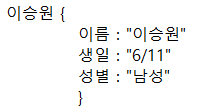 이승원 {
이름 : "이승원"
생일 : "6/11"
성별 : "남성"
}